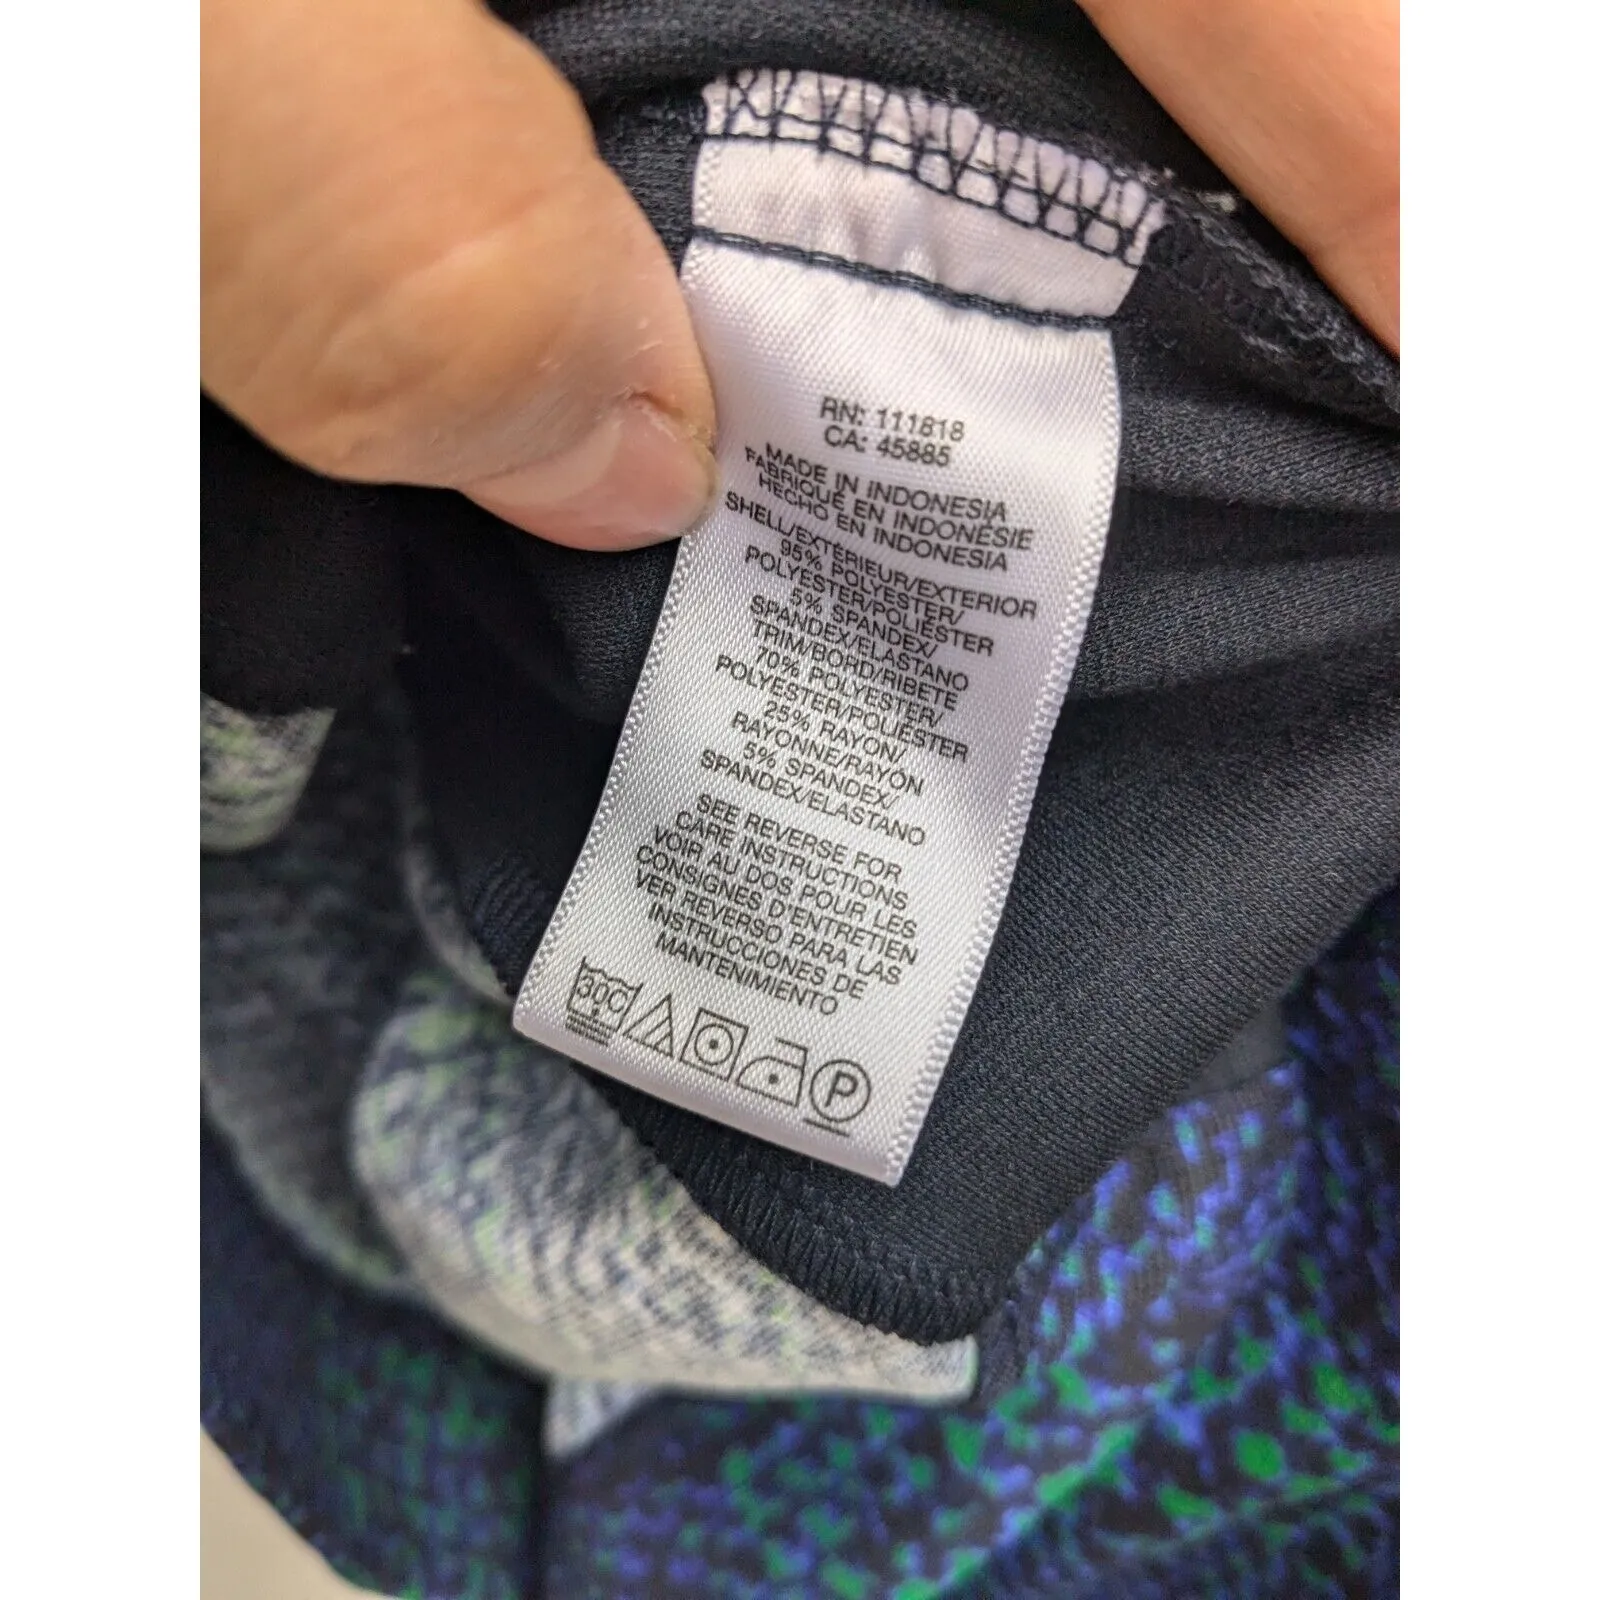 RN: 111818
CA: 45885
MADE IN INDONESIA
FABRIQUÉ EN INDONÉSIE
HECHO EN INDONESIA
SHELL/EXTÉRIEUR/EXTERIOR
95% POLYESTER/
POLYESTER/POLIÉSTER
5% SPANDEX/
SPANDEX/ELASTANO
TRIM/BORD/RIBETE
70% POLYESTER/
POLYESTER/POLIÉSTER
25% RAYON/
RAYONNE/RAYÓN
5% SPANDEX/
SPANDEX/ELASTANO
SEE REVERSE FOR
CARE INSTRUCTIONS
VOIR AU DOS POUR LES
CONSIGNES D'ENTRETIEN
VER REVERSO PARA LAS
INSTRUCCIONES DE
MANTENIMIENTO
30C
P